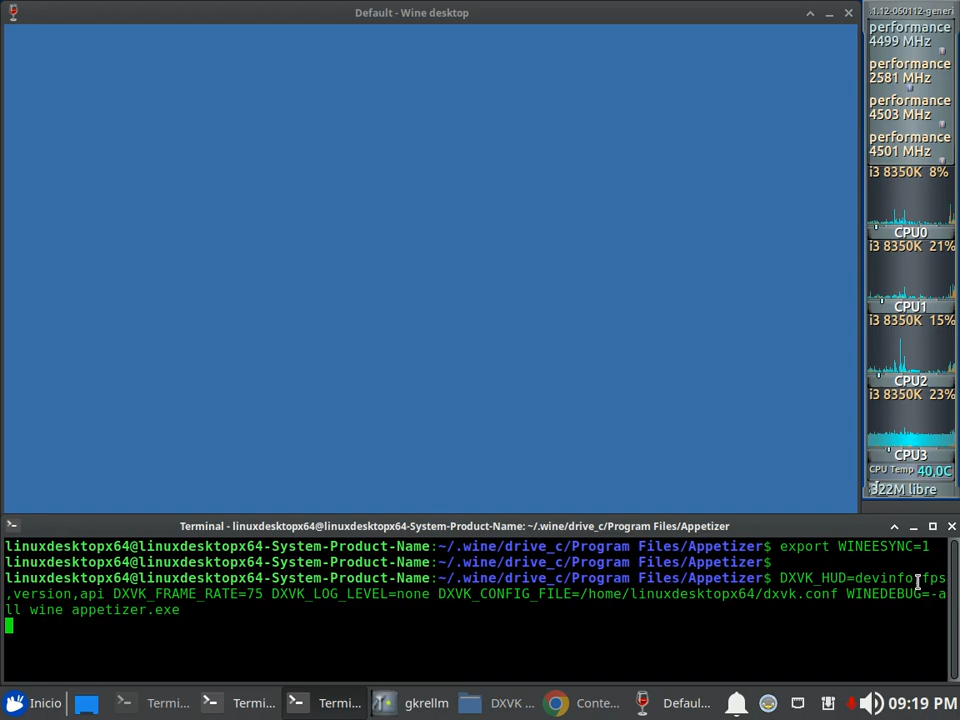 Default - Wine desktop
.1.12-060112-generi
performance
4499 MHz
performance
2581 MHz
performance
4503 MHz
performance
4501 MHz
i3 8350K 8%
CPU0
i3 8350K 21%
CPU1
i3 8350K 15%
CPU2
i3 8350K 23%
CPU3
CPU Temp 40.0C
322M libre
Terminal - linuxdesktopx64@linuxdesktopx64-System-Product-Name: ~/.wine/drive_c/Program Files/Appetizer
linuxdesktopx64@linuxdesktopx64-System-Product-Name:~/.wine/drive_c/Program Files/Appetizer$ export WINEESYNC=1
linuxdesktopx64@linuxdesktopx64-System-Product-Name:~/.wine/drive_c/Program Files/Appetizer$
linuxdesktopx64@linuxdesktopx64-System-Product-Name:~/.wine/drive_c/Program Files/Appetizer$ DXVK_HUD=devinfo,fps
,version,api DXVK_FRAME_RATE=75 DXVK_LOG_LEVEL=none DXVK_CONFIG_FILE=/home/linuxdesktopx64/dxvk.conf WINEDEBUG=-a
ll wine appetizer.exe
Inicio Termi... Termi... Termi... gkrellm DXVK ... Conte... Defaul... 09:19 PM